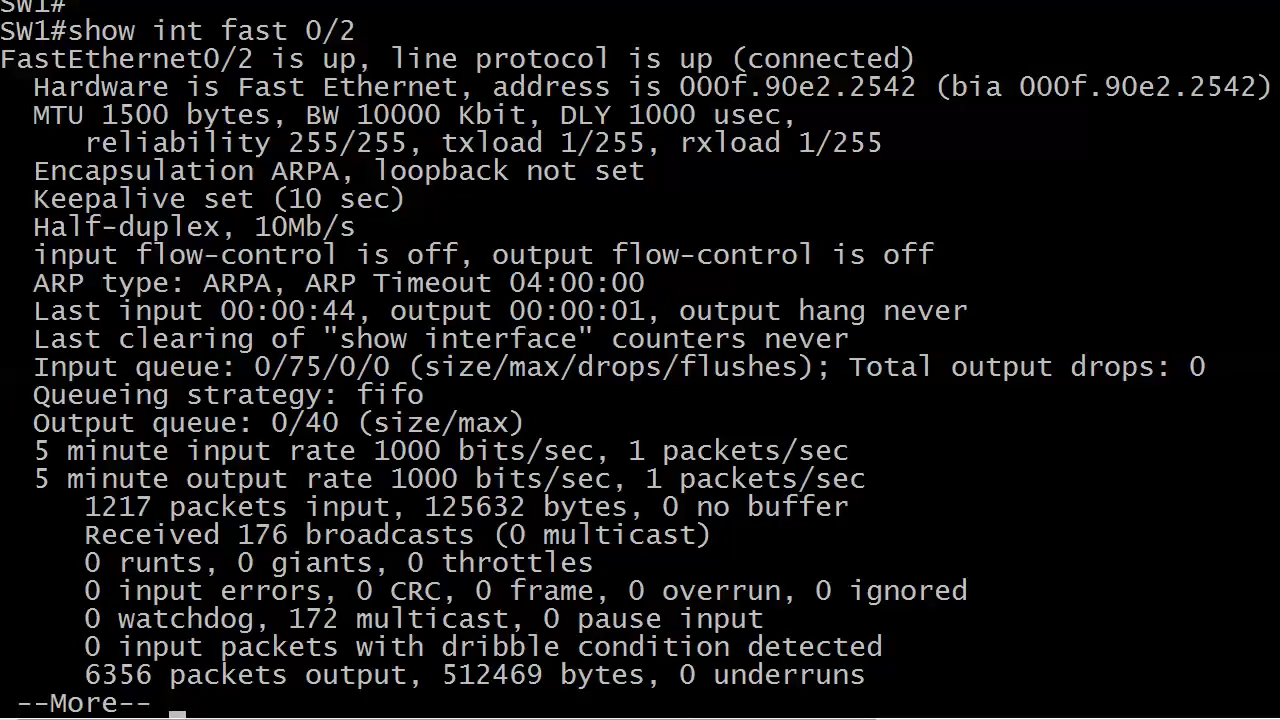 SW1#
SW1#show int fast 0/2
FastEthernet0/2 is up, line protocol is up (connected)
  Hardware is Fast Ethernet, address is 000f.90e2.2542 (bia 000f.90e2.2542)
  MTU 1500 bytes, BW 10000 Kbit, DLY 1000 usec,
     reliability 255/255, txload 1/255, rxload 1/255
  Encapsulation ARPA, loopback not set
  Keepalive set (10 sec)
  Half-duplex, 10Mb/s
  input flow-control is off, output flow-control is off
  ARP type: ARPA, ARP Timeout 04:00:00
  Last input 00:00:44, output 00:00:01, output hang never
  Last clearing of "show interface" counters never
  Input queue: 0/75/0/0 (size/max/drops/flushes); Total output drops: 0
  Queueing strategy: fifo
  Output queue: 0/40 (size/max)
  5 minute input rate 1000 bits/sec, 1 packets/sec
  5 minute output rate 1000 bits/sec, 1 packets/sec
     1217 packets input, 125632 bytes, 0 no buffer
     Received 176 broadcasts (0 multicast)
     0 runts, 0 giants, 0 throttles
     0 input errors, 0 CRC, 0 frame, 0 overrun, 0 ignored
     0 watchdog, 172 multicast, 0 pause input
     0 input packets with dribble condition detected
     6356 packets output, 512469 bytes, 0 underruns
 --More--